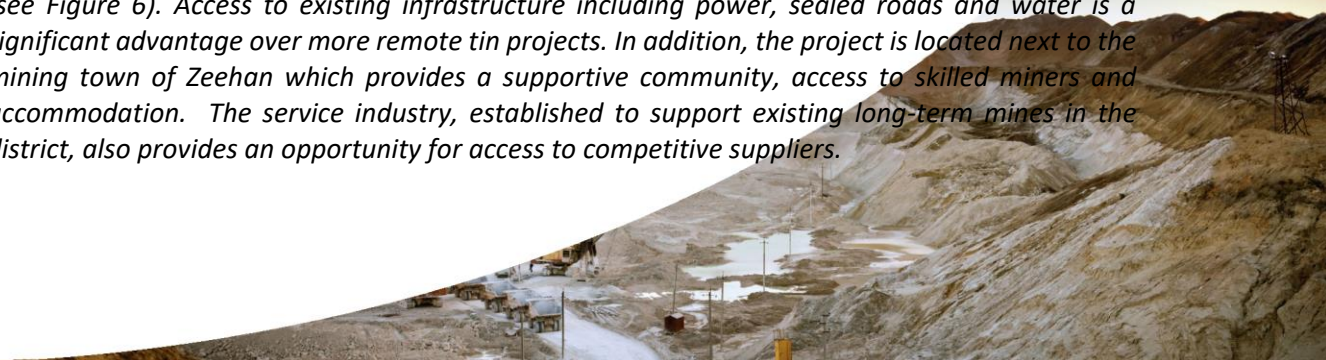 see Figure 6). Access to existing infrastructure including power, sealed roads and water is a
significant advantage over more remote tin projects. In addition, the project is located next to the
mining town of Zeehan which provides a supportive community, access to skilled miners and
accommodation. The service industry, established to support existing long-term mines in the
district, also provides an opportunity for access to competitive suppliers.